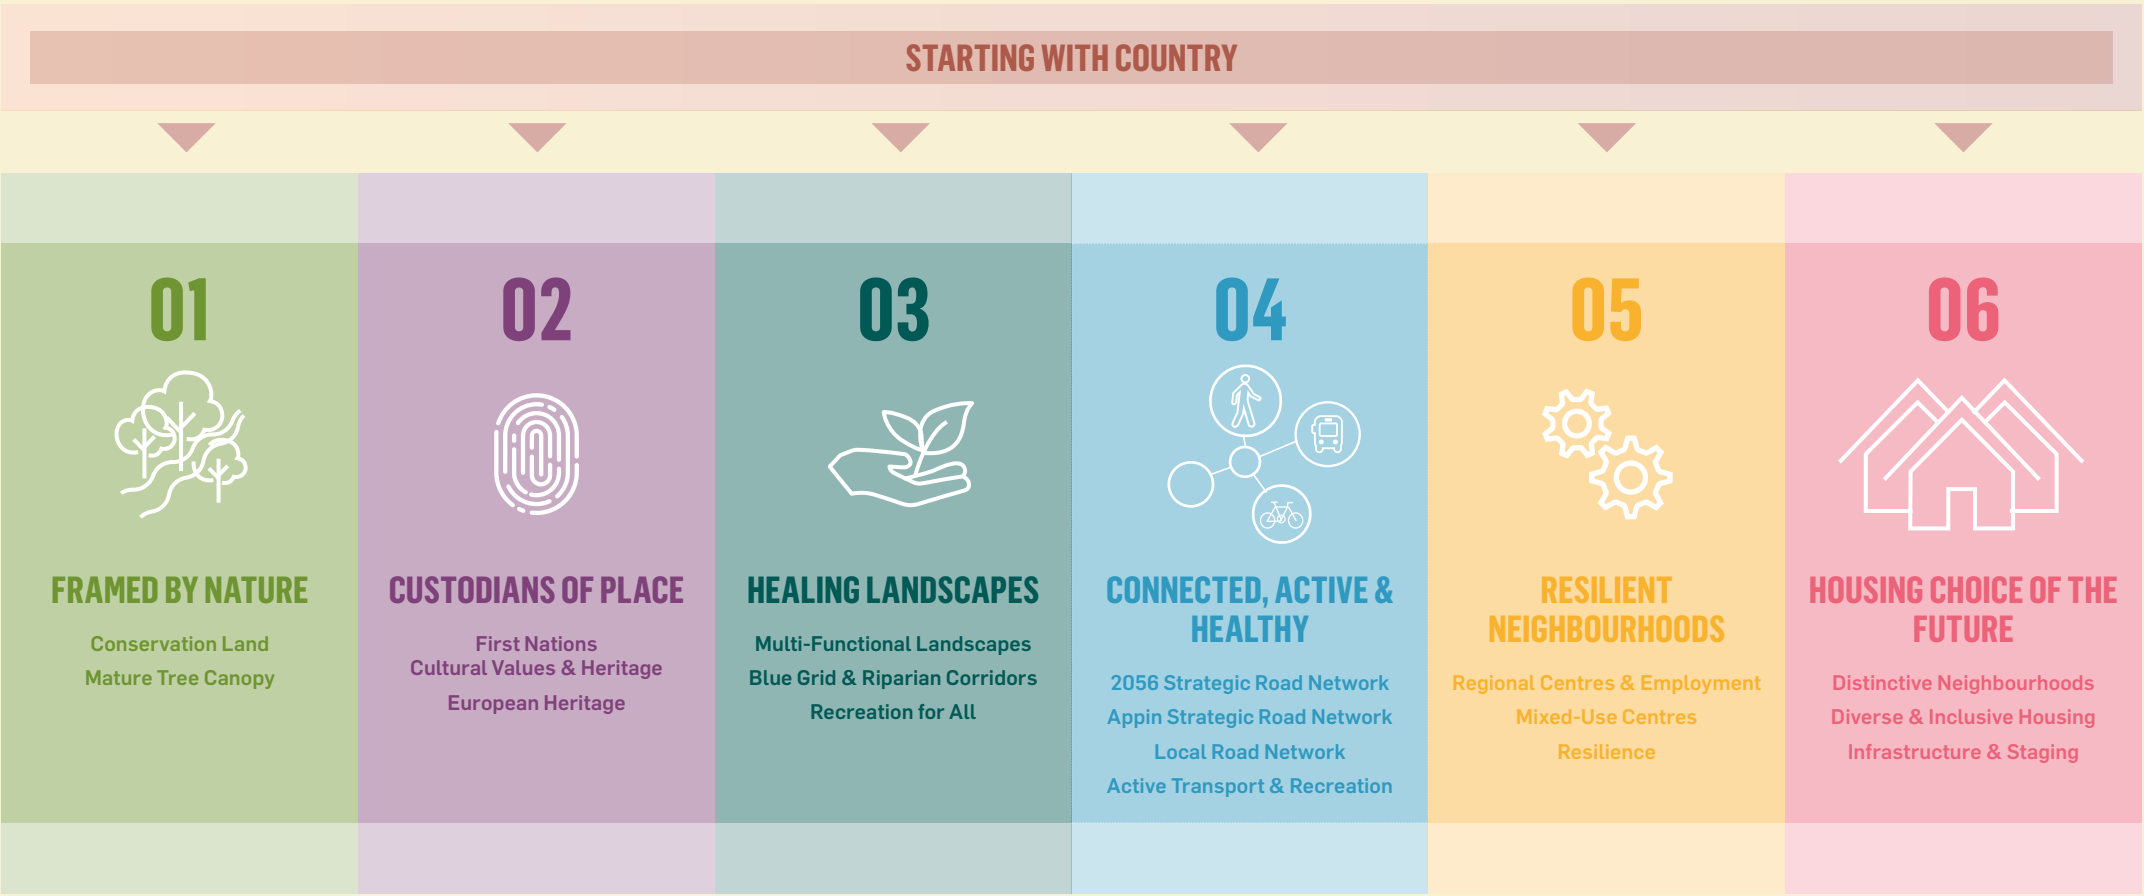 STARTING WITH COUNTRY
01
FRAMED BY NATURE
Conservation Land
Mature Tree Canopy
02
CUSTODIANS OF PLACE
First Nations
Cultural Values & Heritage
European Heritage
03
HEALING LANDSCAPES
Multi-Functional Landscapes
Blue Grid & Riparian Corridors
Recreation for All
04
CONNECTED, ACTIVE &
HEALTHY
2056 Strategic Road Network
Appin Strategic Road Network
Local Road Network
Active Transport & Recreation
05
RESILIENT
NEIGHBOURHOODS
Regional Centres & Employment
Mixed-Use Centres
Resilience
06
HOUSING CHOICE OF THE
FUTURE
Distinctive Neighbourhoods
Diverse & Inclusive Housing
Infrastructure & Staging